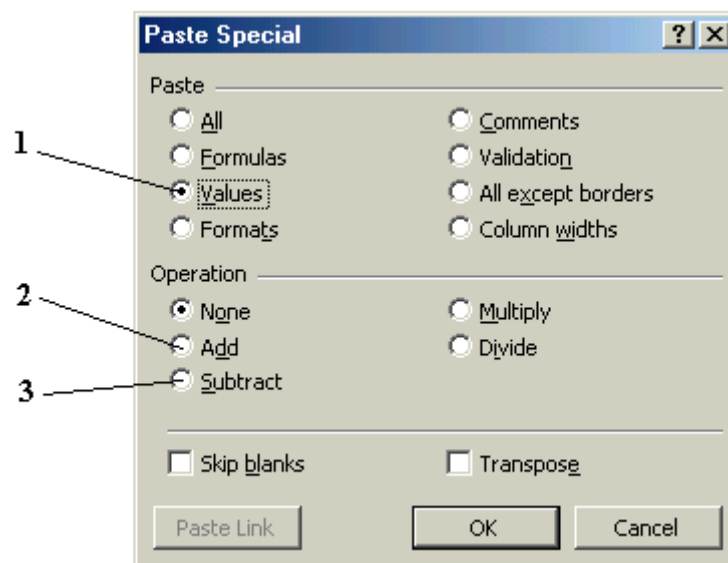 Paste Special
Paste
All Comments
1
Formulas Validation
Values All except borders
Formats Column widths
Operation
2
None Multiply
Add Divide
3 Subtract
Skip blanks Transpose
Paste Link OK Cancel